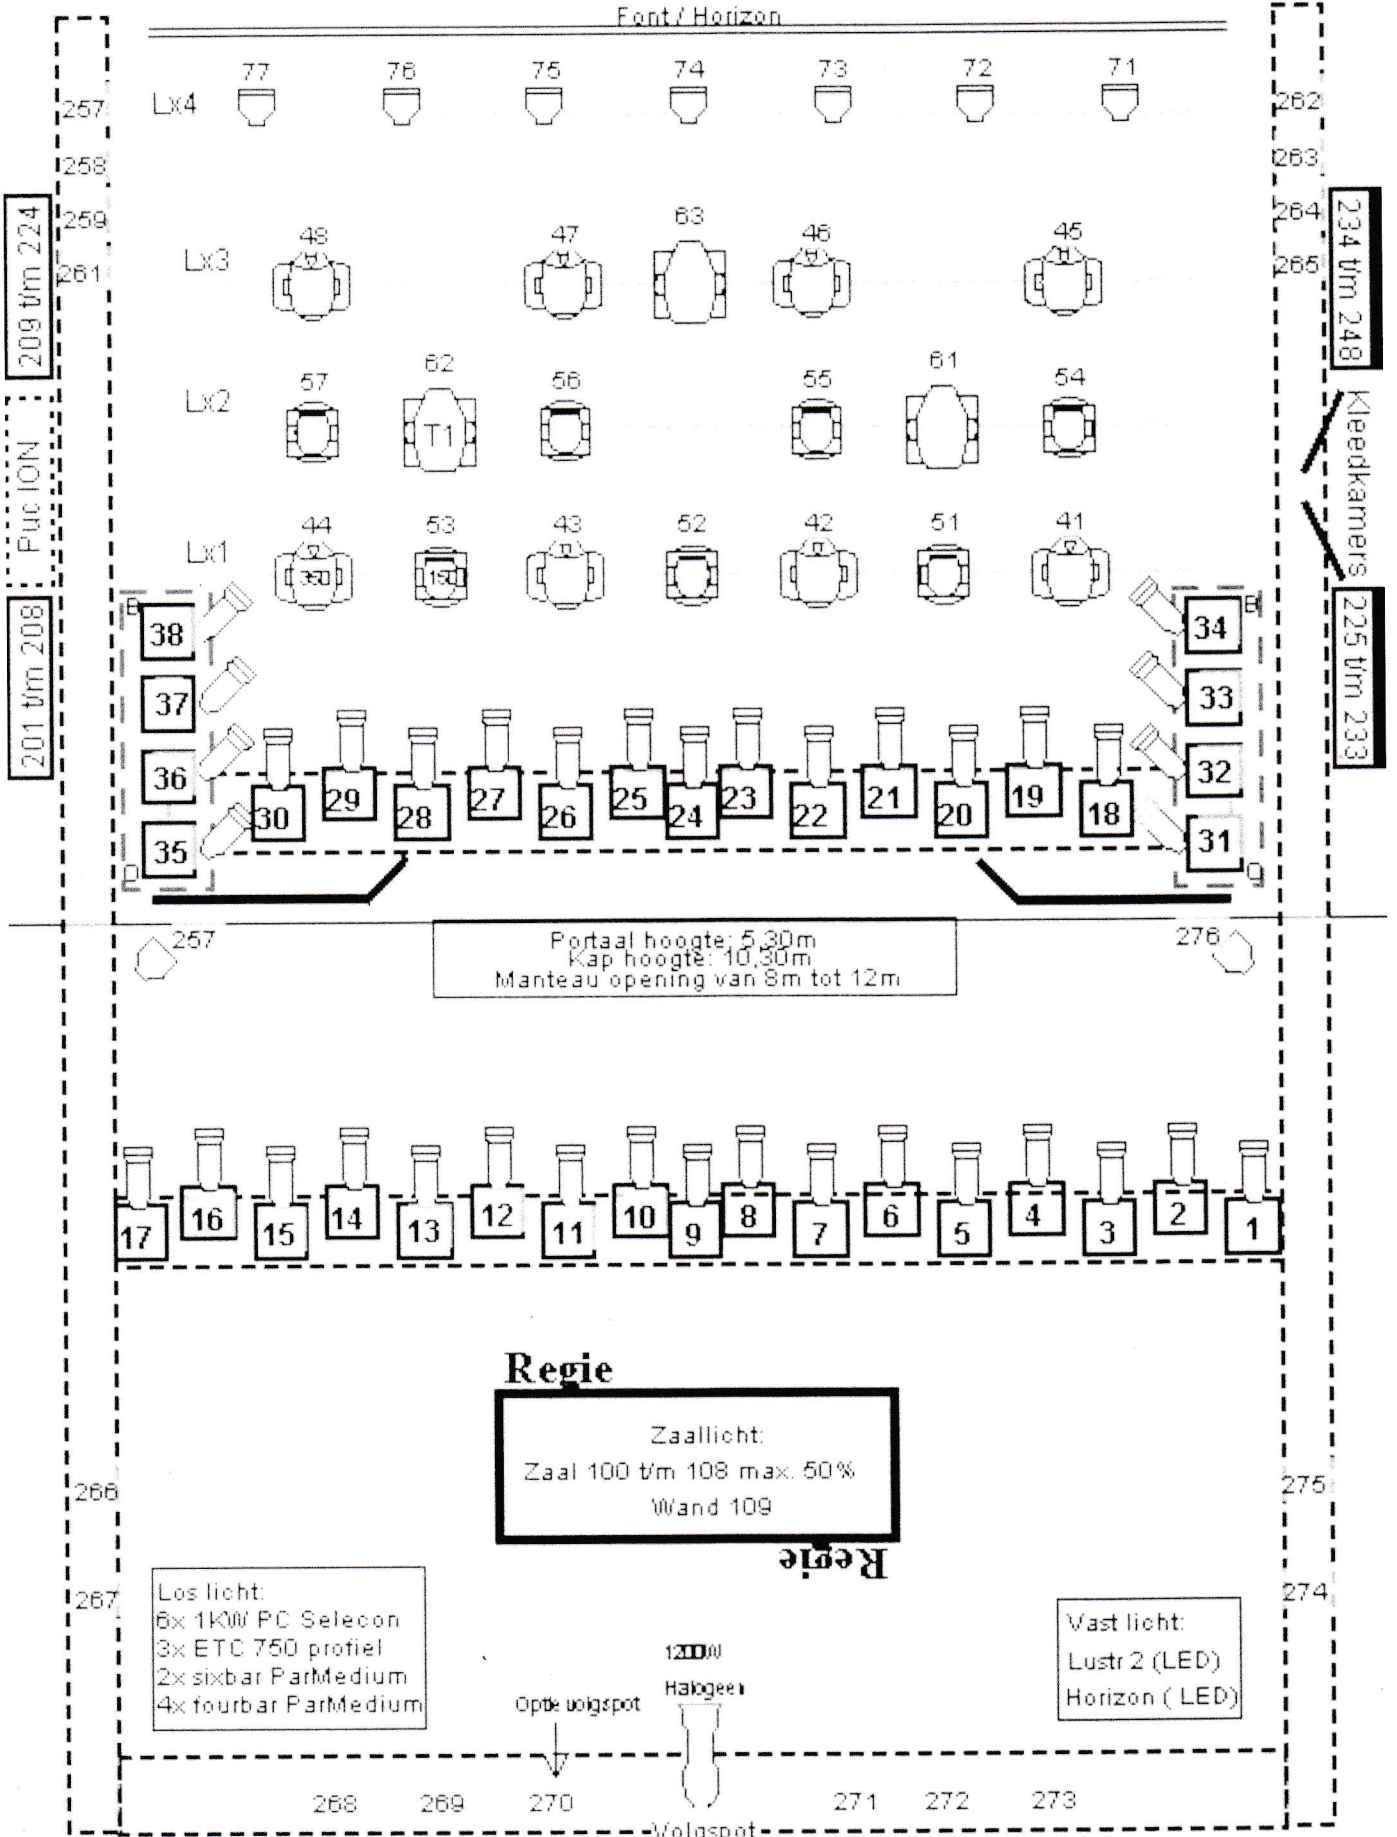 Font / Horizon
77 76 75 74 73 72 71
Lx4
257
262
258
263
259
264
261
265
209 t/m 224
234 t/m 248
48 47 63 46 45
Lx3
62 61
57 56 55 54
Lx2
T1
Puc ION
Kleedkamers
44 53 43 52 42 51 41
Lx1
350 150
201 t/m 208
225 t/m 233
38 34
37 33
36 32
35 31
30 29 28 27 26 25 24 23 22 21 20 19 18
257
276
Portaal hoogte: 5,30m
Kap hoogte: 10,30m
Manteau opening van 8m tot 12m
17 16 15 14 13 12 11 10 9 8 7 6 5 4 3 2 1
Regie
Zaallicht:
Zaal 100 t/m 108 max. 50%
Wand 109
Regie
266
275
267
274
Los licht:
6x 1KW PC Selecon
3x ETC 750 profiel
2x sixbar ParMedium
4x fourbar ParMedium
Vast licht:
Lustr 2 (LED)
Horizon ( LED)
1200W
Halogeen
Optie volgspot
268 269 270 271 272 273
Volgspot